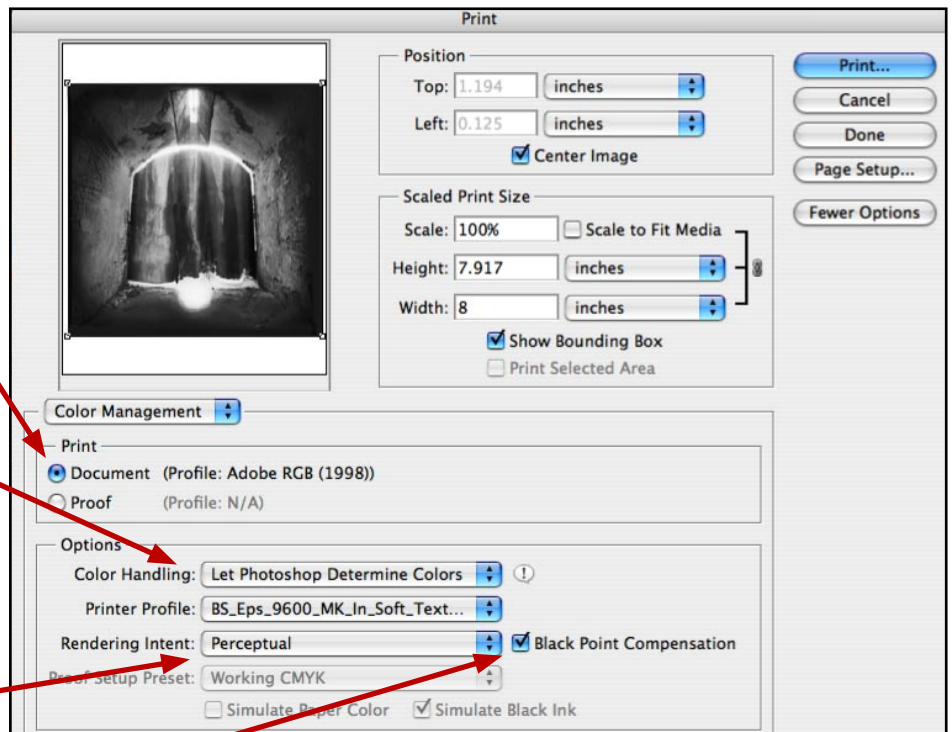 Print
Position
Top: 1.194 inches
Left: 0.125 inches
Center Image
Print...
Cancel
Done
Page Setup...
Fewer Options
Scaled Print Size
Scale: 100% Scale to Fit Media
Height: 7.917 inches
Width: 8 inches
Show Bounding Box
Print Selected Area
Color Management
Print
Document (Profile: Adobe RGB (1998))
Proof (Profile: N/A)
Options
Color Handling: Let Photoshop Determine Colors
Printer Profile: BS_Eps_9600_MK_In_Soft_Text...
Rendering Intent: Perceptual Black Point Compensation
Proof Setup Preset: Working CMYK
Simulate Paper Color Simulate Black Ink